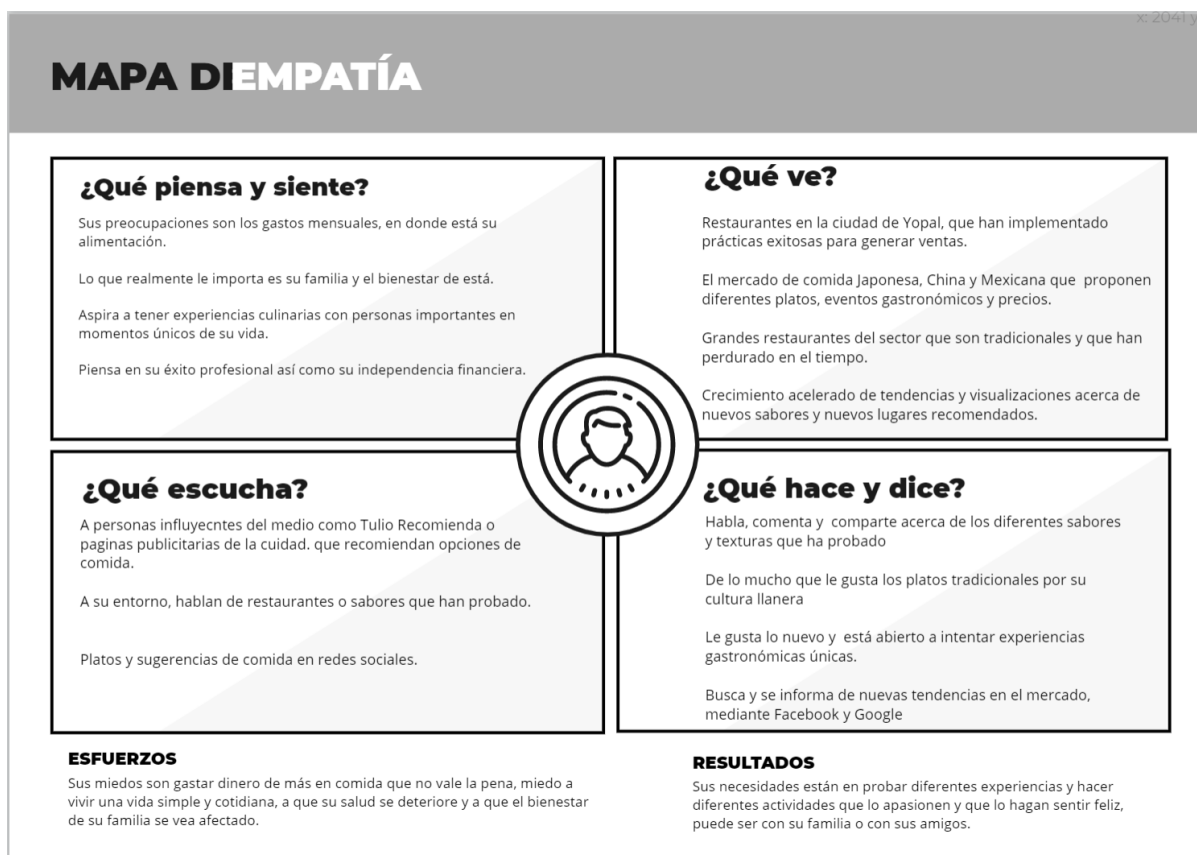 x: 2041 y
MAPA DEEMPATÍA
¿Qué piensa y siente?
Sus preocupaciones son los gastos mensuales, en donde está su
alimentación.
Lo que realmente le importa es su familia y el bienestar de está.
Aspira a tener experiencias culinarias con personas importantes en
momentos únicos de su vida.
Piensa en su éxito profesional así como su independencia financiera.
¿Qué ve?
Restaurantes en la ciudad de Yopal, que han implementado
prácticas exitosas para generar ventas.
El mercado de comida Japonesa, China y Mexicana que proponen
diferentes platos, eventos gastronómicos y precios.
Grandes restaurantes del sector que son tradicionales y que han
perdurado en el tiempo.
Crecimiento acelerado de tendencias y visualizaciones acerca de
nuevos sabores y nuevos lugares recomendados.
¿Qué escucha?
A personas influyecntes del medio como Tulio Recomienda o
paginas publicitarias de la cuidad. que recomiendan opciones de
comida.
A su entorno, hablan de restaurantes o sabores que han probado.
Platos y sugerencias de comida en redes sociales.
¿Qué hace y dice?
Habla, comenta y comparte acerca de los diferentes sabores
y texturas que ha probado
De lo mucho que le gusta los platos tradicionales por su
cultura llanera
Le gusta lo nuevo y está abierto a intentar experiencias
gastronómicas únicas.
Busca y se informa de nuevas tendencias en el mercado,
mediante Facebook y Google
ESFUERZOS
Sus miedos son gastar dinero de más en comida que no vale la pena, miedo a
vivir una vida simple y cotidiana, a que su salud se deteriore y a que el bienestar
de su familia se vea afectado.
RESULTADOS
Sus necesidades están en probar diferentes experiencias y hacer
diferentes actividades que lo apasionen y que lo hagan sentir feliz,
puede ser con su familia o con sus amigos.